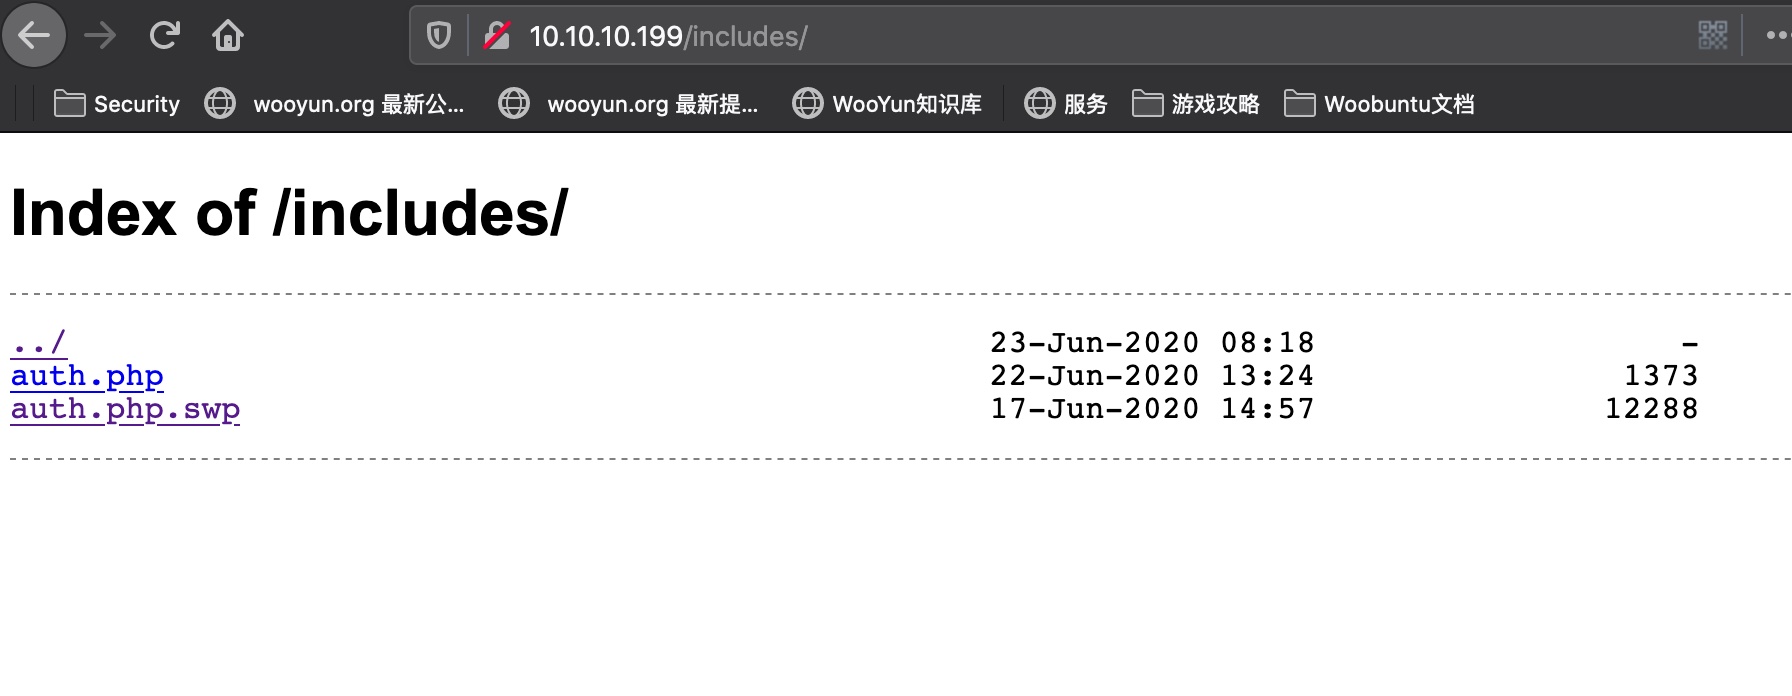 10.10.10.199/includes/
Security wooyun.org 最新公... wooyun.org 最新提... WooYun知识库 服务 游戏攻略 Woobuntu文档
Index of /includes/
../ 23-Jun-2020 08:18 -
auth.php 22-Jun-2020 13:24 1373
auth.php.swp 17-Jun-2020 14:57 12288